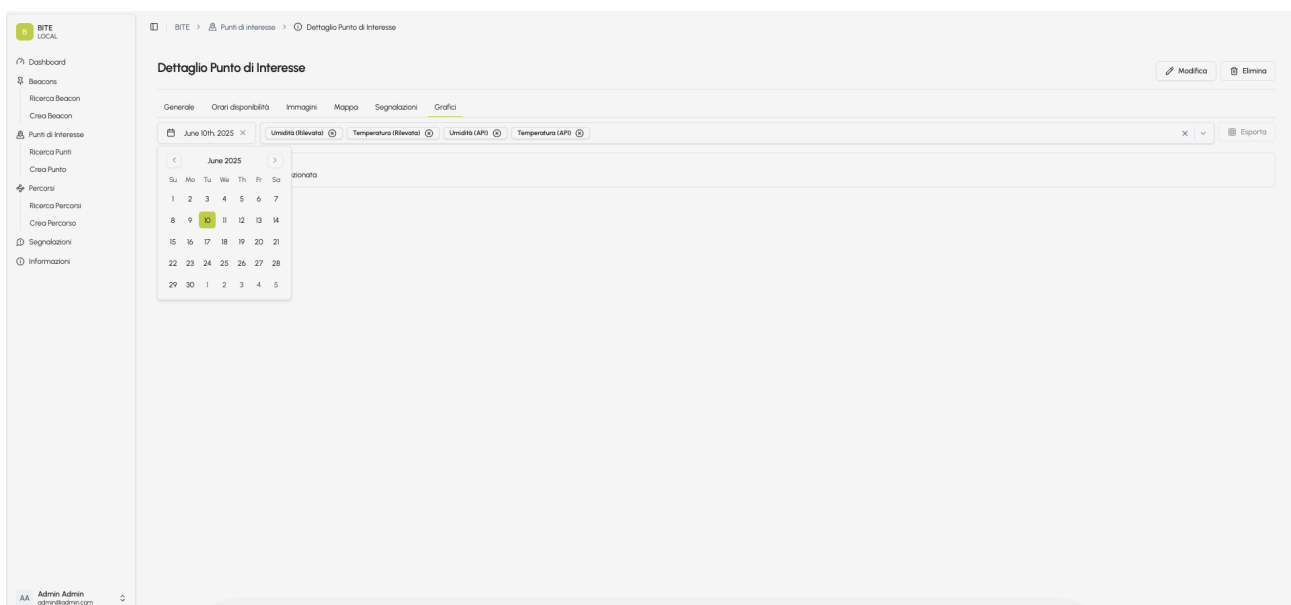 B
BITE
LOCAL
BITE > Punti di interesse > Dettaglio Punto di Interesse
Dashboard
Beacons
Ricerca Beacon
Crea Beacon
Punti di Interesse
Ricerca Punti
Crea Punto
Percorsi
Ricerca Percorsi
Crea Percorso
Segnalazioni
Informazioni
AA
Admin Admin
admin@admin.com
Dettaglio Punto di Interesse
Modifica Elimina
Generale Orari disponibilità Immagini Mappa Segnalazioni Grafici
June 10th, 2025 Umidità (Rilevata) Temperatura (Rilevata) Umidità (API) Temperatura (API) Esporta
June 2025
Su Mo Tu We Th Fr Sa
1 2 3 4 5 6 7
8 9 10 11 12 13 14
15 16 17 18 19 20 21
22 23 24 25 26 27 28
29 30 1 2 3 4 5